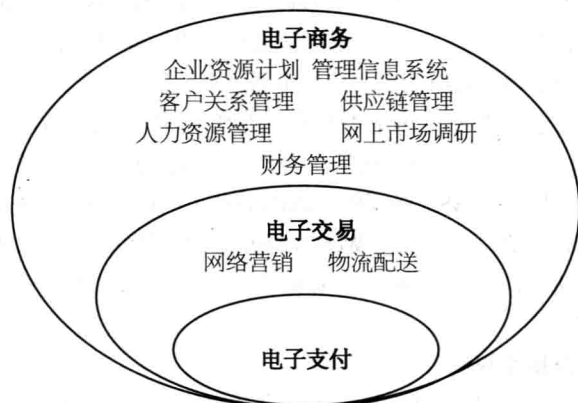 电子商务
企业资源计划 管理信息系统
客户关系管理 供应链管理
人力资源管理 网上市场调研
财务管理
电子交易
网络营销 物流配送
电子支付